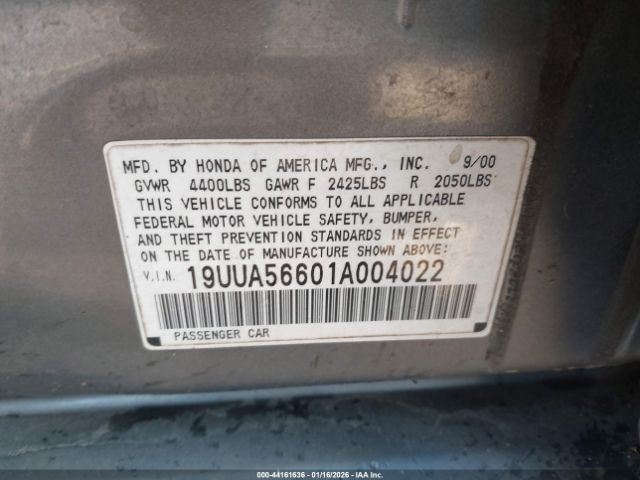 MFD. BY HONDA OF AMERICA MFG., INC. 9/00
GVWR 4400LBS GAWR F 2425LBS R 2050LBS
THIS VEHICLE CONFORMS TO ALL APPLICABLE
FEDERAL MOTOR VEHICLE SAFETY, BUMPER,
AND THEFT PREVENTION STANDARDS IN EFFECT
ON THE DATE OF MANUFACTURE SHOWN ABOVE:
V.I.N. 19UUA56601A004022
PASSENGER CAR
000-44161636 - 01/16/2026 - IAA Inc.